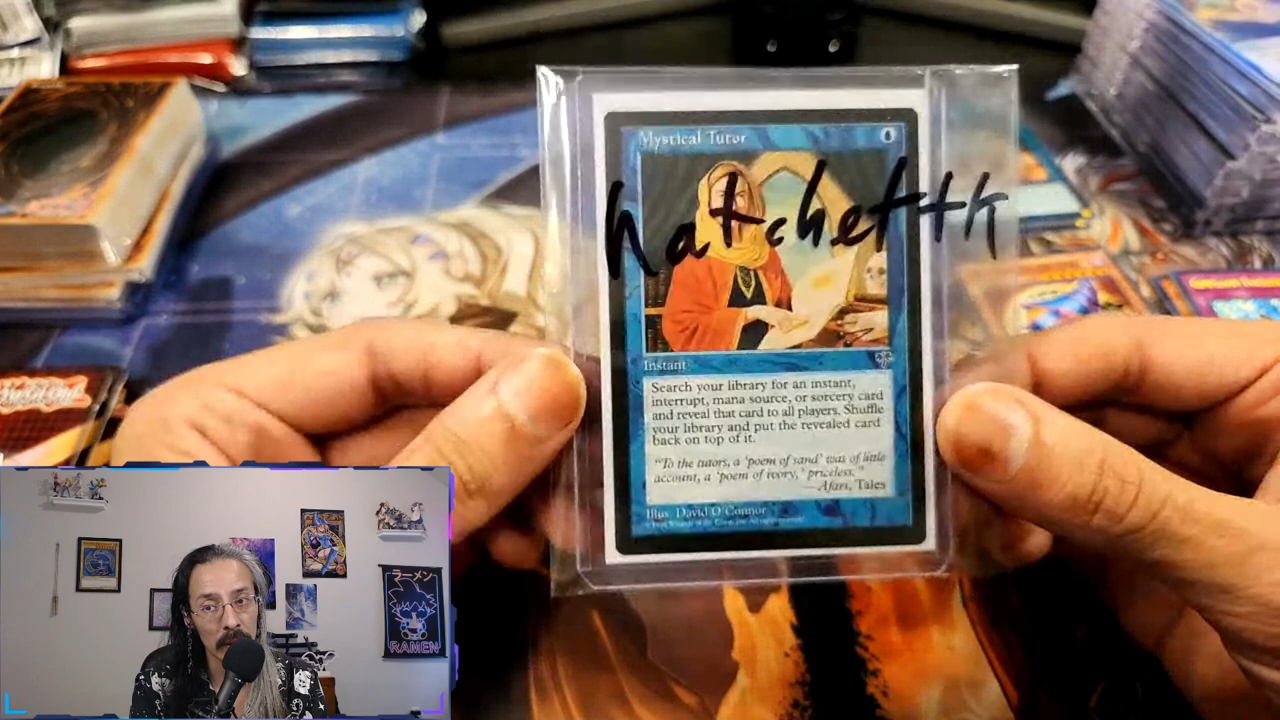 Mystical Tutor
hatchettk
Instant
Search your library for an instant,
interrupt, mana source, or sorcery card
and reveal that card to all players. Shuffle
your library and put the revealed card
back on top of it.
"To the tutors, a 'poem of sand' was of little
account, a 'poem of ivory,' priceless."
—Afari, Tales
Illus. David O'Connor
ラーメン
RAMEN